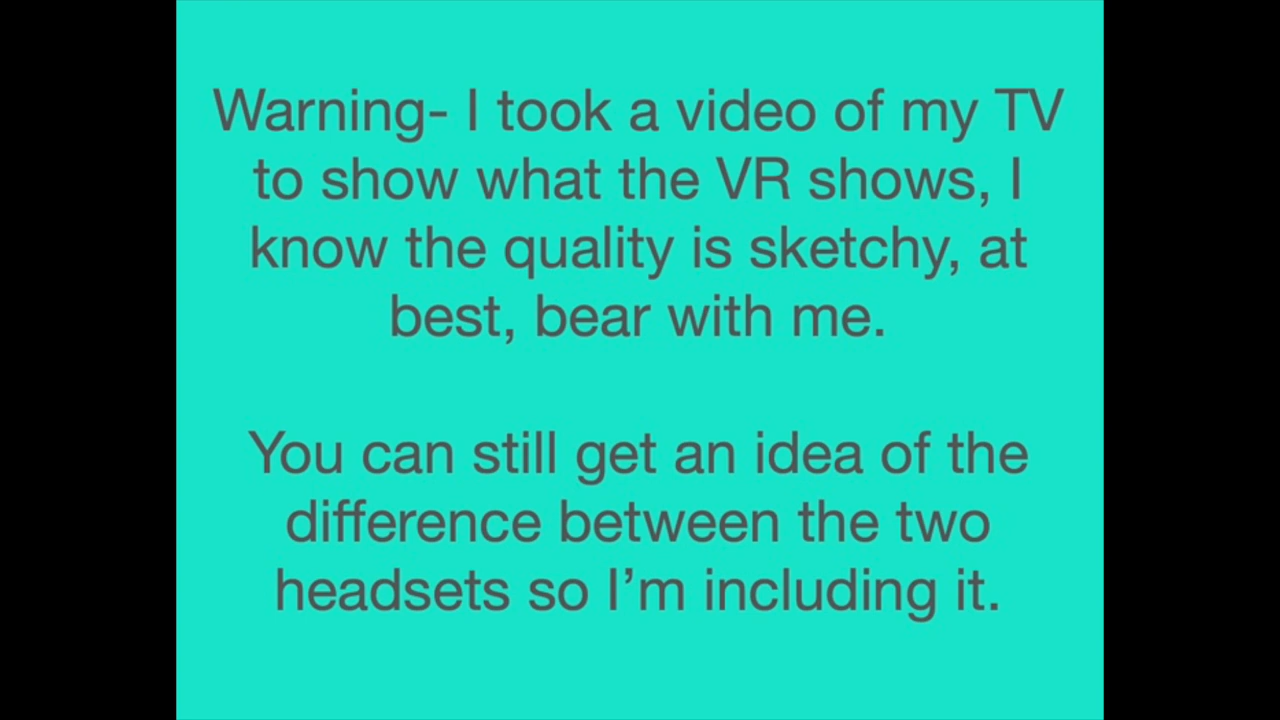 Warning- I took a video of my TV
to show what the VR shows, I
know the quality is sketchy, at
best, bear with me.
You can still get an idea of the
difference between the two
headsets so I’m including it.